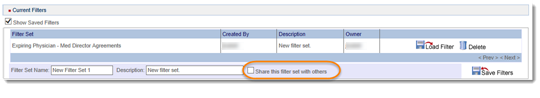 Current Filters
Show Saved Filters
Filter Set Created By Description Owner
Expiring Physician - Med Director Agreements New filter set. Load Filter Delete
< Prev - < Next >
Filter Set Name: New Filter Set 1 Description: New filter set. Share this filter set with others Save Filters